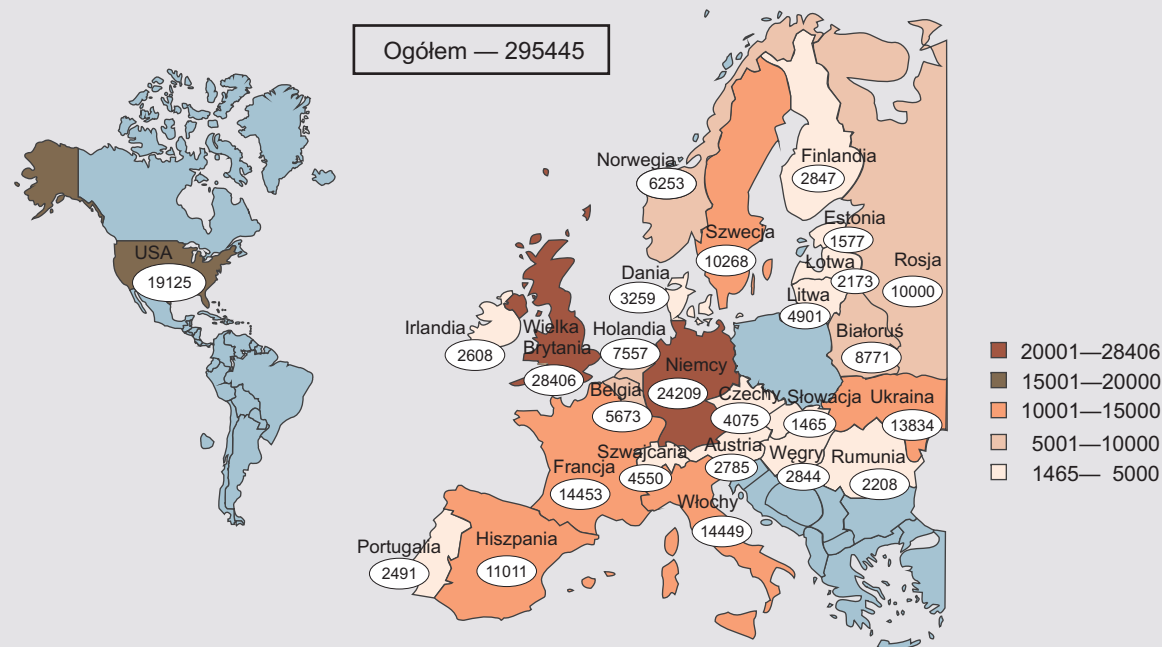 Ogółem — 295445
Norwegia
6253
Finlandia
2847
Szwecja
10268
Estonia
1577
Łotwa
2173
Rosja
10000
USA
19125
Dania
3259
Litwa
4901
Irlandia
2608
Wielka
Brytania
28406
Holandia
7557
Białoruś
8771
Niemcy
24209
Belgia
5673
Czechy
4075
Słowacja
1465
Ukraina
13834
Szwajcaria
4550
Austria
2785
Węgry
2844
Rumunia
2208
Francja
14453
Włochy
14449
Portugalia
2491
Hiszpania
11011
20001—28406
15001—20000
10001—15000
5001—10000
1465— 5000